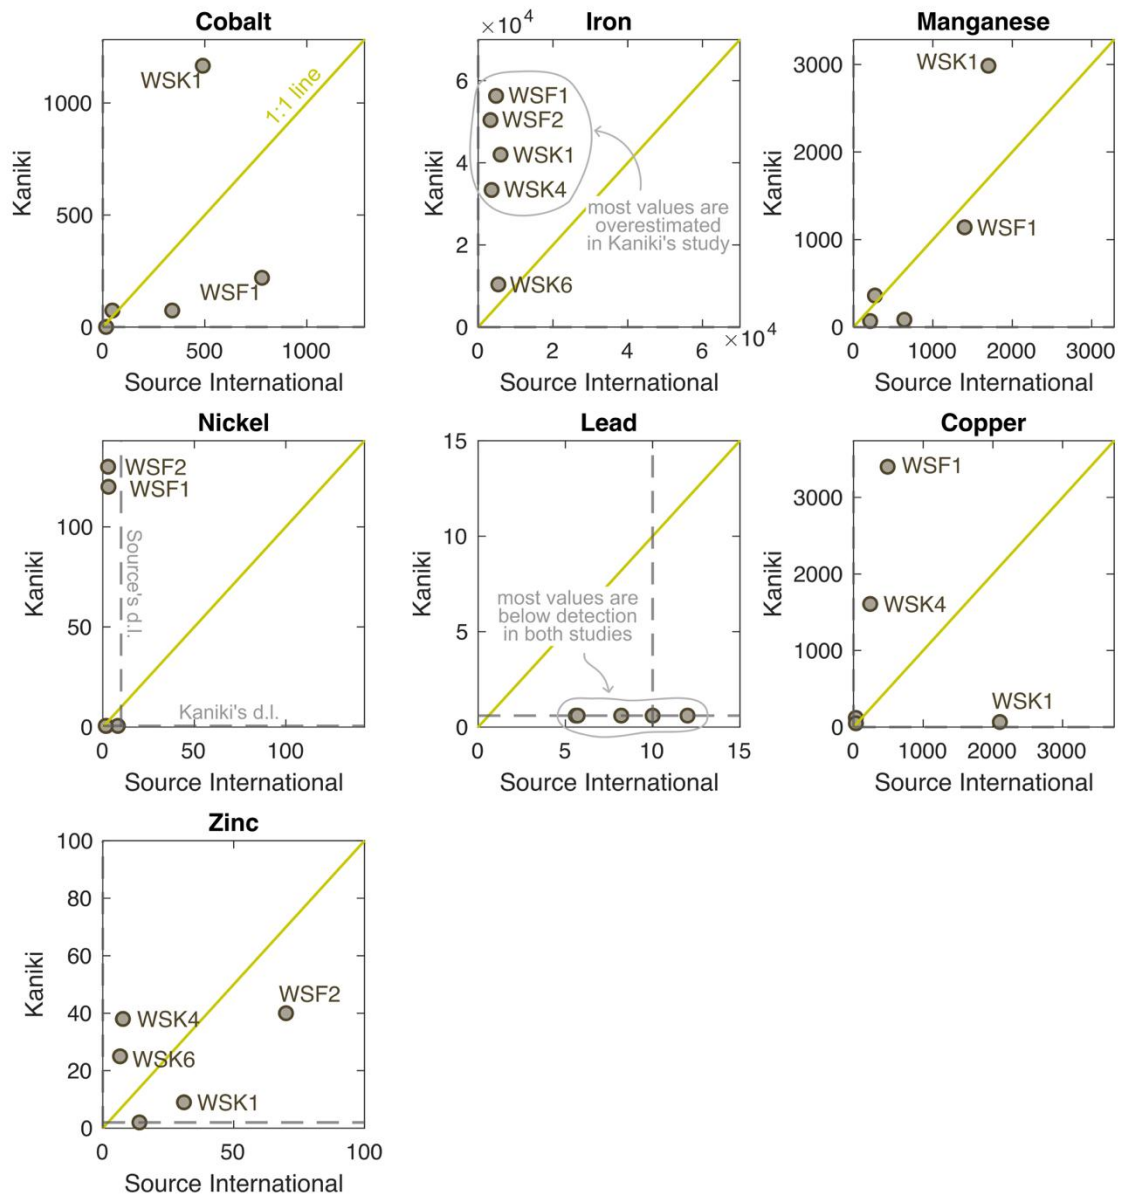 Cobalt
Kaniki
1000
500
0
WSK1
1:1 line
WSF1
0
500
1000
Source International
Iron
×10⁴
Kaniki
6
4
2
0
WSF1
WSF2
WSK1
WSK4
most values are
overestimated
in Kaniki's study
WSK6
0
2
4
6
×10⁴
Source International
Manganese
Kaniki
3000
2000
1000
0
WSK1
WSF1
0
1000
2000
3000
Source International
Nickel
Kaniki
100
50
0
WSF2
WSF1
Source's d.l.
Kaniki's d.l.
0
50
100
Source International
Lead
Kaniki
15
10
5
0
most values are
below detection
in both studies
0
5
10
15
Source International
Copper
Kaniki
3000
2000
1000
0
WSF1
WSK4
WSK1
0
1000
2000
3000
Source International
Zinc
Kaniki
100
80
60
40
20
0
WSF2
WSK4
WSK6
WSK1
0
50
100
Source International